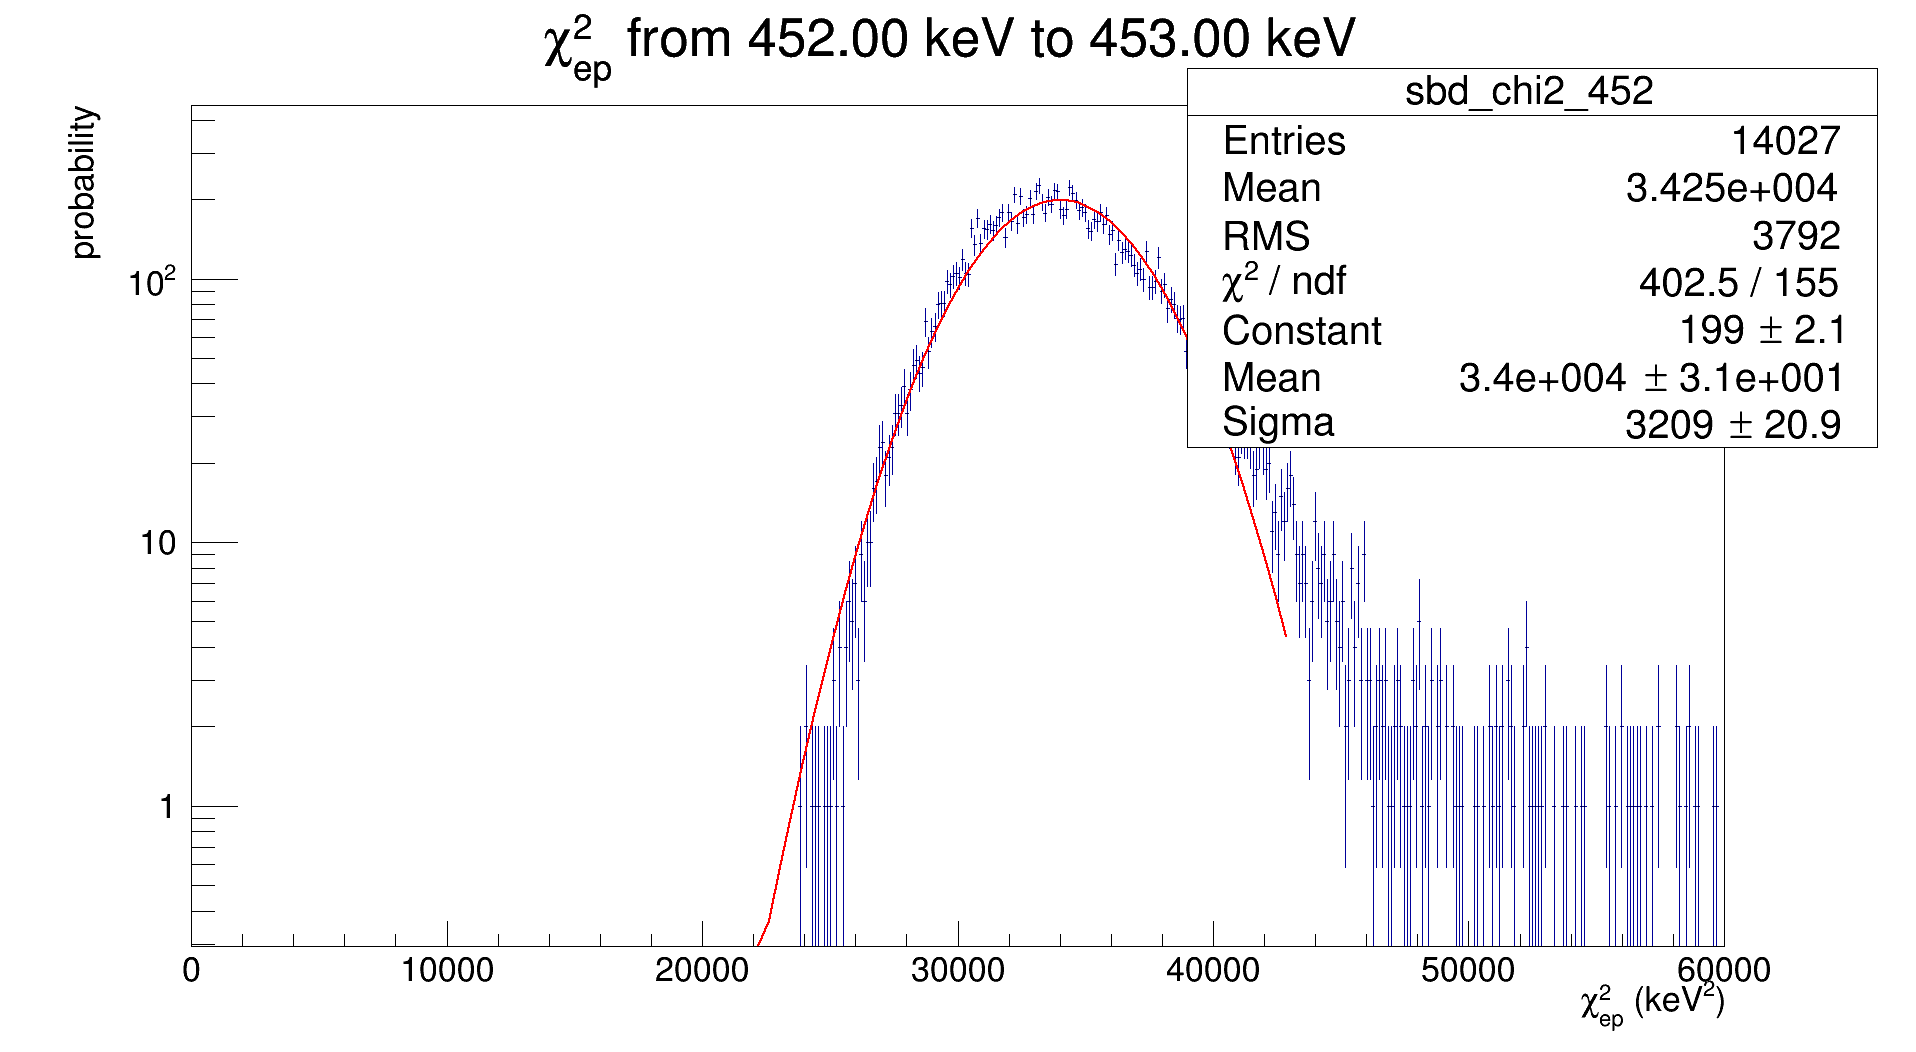 χ²ep from 452.00 keV to 453.00 keV
sbd_chi2_452
Entries 14027
Mean 3.425e+004
RMS 3792
χ² / ndf 402.5 / 155
Constant 199 ± 2.1
Mean 3.4e+004 ± 3.1e+001
Sigma 3209 ± 20.9
probability
10²
10
1
0 10000 20000 30000 40000 50000 60000
χ²ep (keV²)